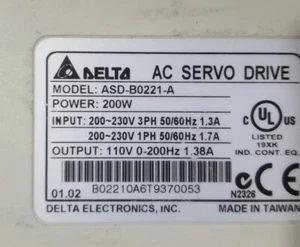 DELTA AC SERVO DRIVE
MODEL: ASD-B0221-A
POWER: 200W
INPUT: 200~230V 3PH 50/60Hz 1.3A
200~230V 1PH 50/60Hz 1.7A
OUTPUT: 110V 0-200Hz 1.38A
C UL US
LISTED
19XK
IND. CONT. EQ.
B02210A6T9370053
01.02
CE
N2326
DELTA ELECTRONICS, INC.
MADE IN TAIWAN